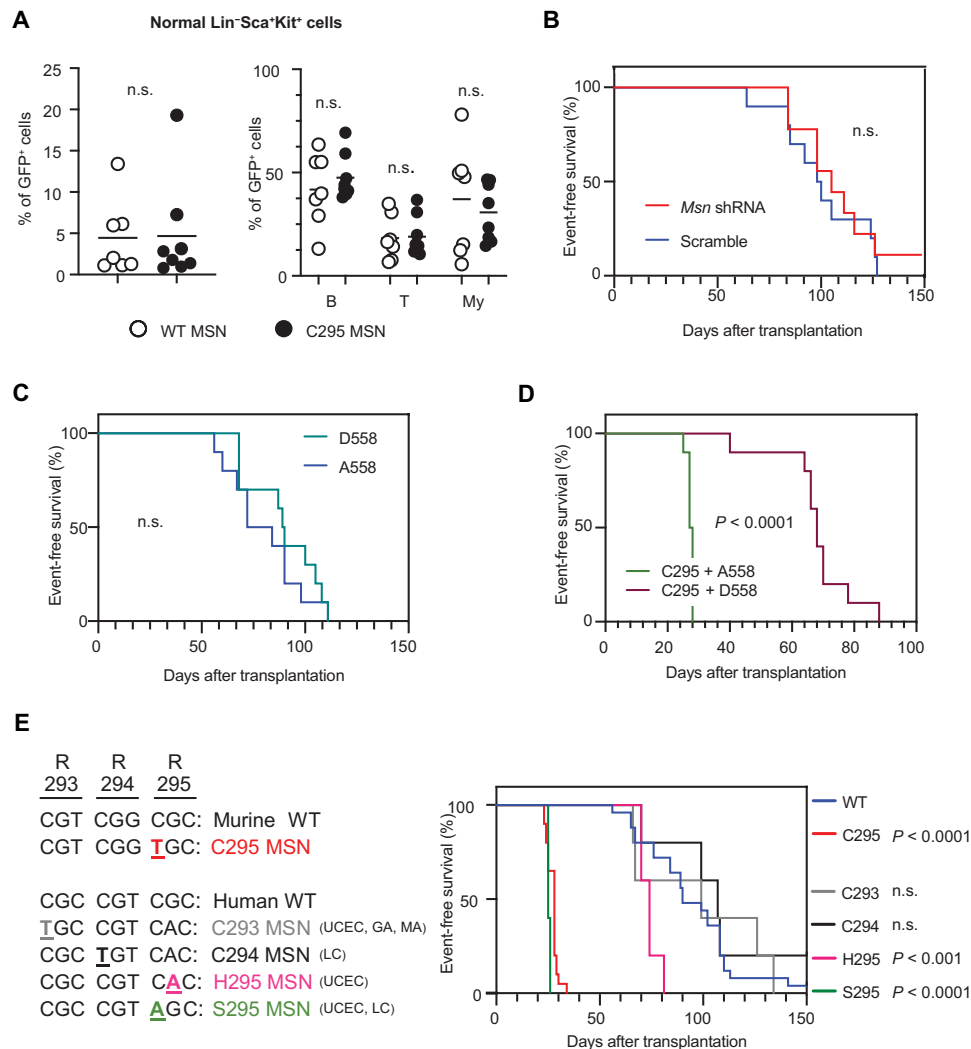 A
Normal Lin⁻Sca⁺Kit⁺ cells
% of GFP⁺ cells
25
20
15
10
5
0
n.s.
% of GFP⁺ cells
100
50
0
n.s.
n.s.
n.s.
B T My
WT MSN C295 MSN
B
Event-free survival (%)
100
50
0
n.s.
Msn shRNA
Scramble
0 50 100 150
Days after transplantation
C
Event-free survival (%)
100
50
0
D558
A558
n.s.
0 50 100 150
Days after transplantation
D
Event-free survival (%)
100
50
0
P < 0.0001
C295 + A558
C295 + D558
0 20 40 60 80 100
Days after transplantation
E
R R R
293 294 295
CGT CGG CGC: Murine WT
CGT CGG TGC: C295 MSN
CGC CGT CGC: Human WT
TGC CGT CAC: C293 MSN (UCEC, GA, MA)
CGC TGT CAC: C294 MSN (LC)
CGC CGT CAC: H295 MSN (UCEC)
CGC CGT AGC: S295 MSN (UCEC, LC)
Event-free survival (%)
100
50
0
0 50 100 150
Days after transplantation
WT
C295 P < 0.0001
C293 n.s.
C294 n.s.
H295 P < 0.001
S295 P < 0.0001